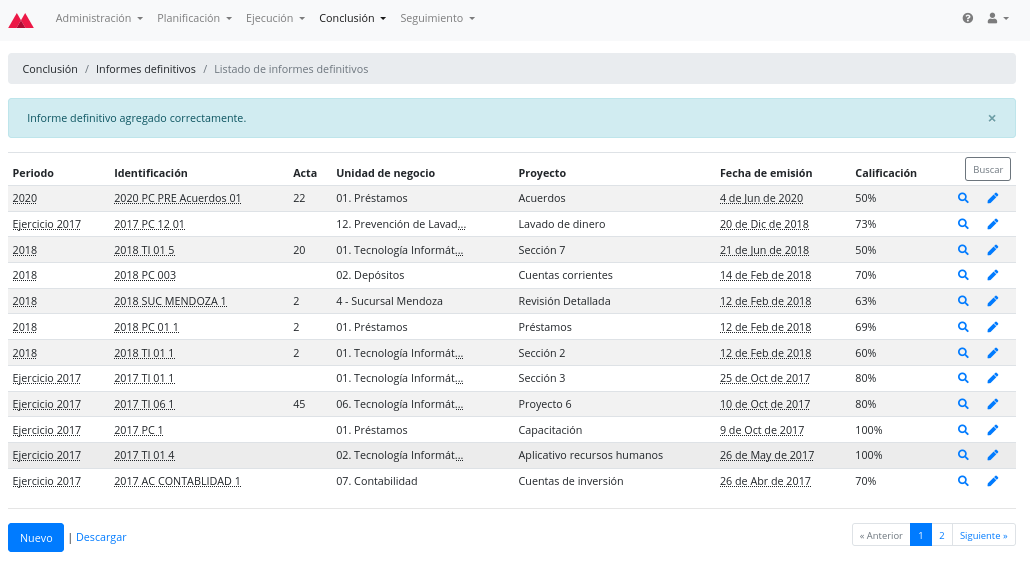 Administración Planificación Ejecución Conclusión Seguimiento
Conclusión / Informes definitivos / Listado de informes definitivos
Informe definitivo agregado correctamente. ×
Periodo Identificación Acta Unidad de negocio Proyecto Fecha de emisión Calificación Buscar
2020 2020 PC PRE Acuerdos 01 22 01. Préstamos Acuerdos 4 de Jun de 2020 50%
Ejercicio 2017 2017 PC 12 01 12. Prevención de Lavad... Lavado de dinero 20 de Dic de 2018 73%
2018 2018 TI 01 5 20 01. Tecnología Informát... Sección 7 21 de Jun de 2018 50%
2018 2018 PC 003 02. Depósitos Cuentas corrientes 14 de Feb de 2018 70%
2018 2018 SUC MENDOZA 1 2 4 - Sucursal Mendoza Revisión Detallada 12 de Feb de 2018 63%
2018 2018 PC 01 1 2 01. Préstamos Préstamos 12 de Feb de 2018 69%
2018 2018 TI 01 1 2 01. Tecnología Informát... Sección 2 12 de Feb de 2018 60%
Ejercicio 2017 2017 TI 01 1 01. Tecnología Informát... Sección 3 25 de Oct de 2017 80%
Ejercicio 2017 2017 TI 06 1 45 06. Tecnología Informát... Proyecto 6 10 de Oct de 2017 80%
Ejercicio 2017 2017 PC 1 01. Préstamos Capacitación 9 de Oct de 2017 100%
Ejercicio 2017 2017 TI 01 4 02. Tecnología Informát... Aplicativo recursos humanos 26 de May de 2017 100%
Ejercicio 2017 2017 AC CONTABLIDAD 1 07. Contabilidad Cuentas de inversión 26 de Abr de 2017 70%
Nuevo | Descargar « Anterior 1 2 Siguiente »